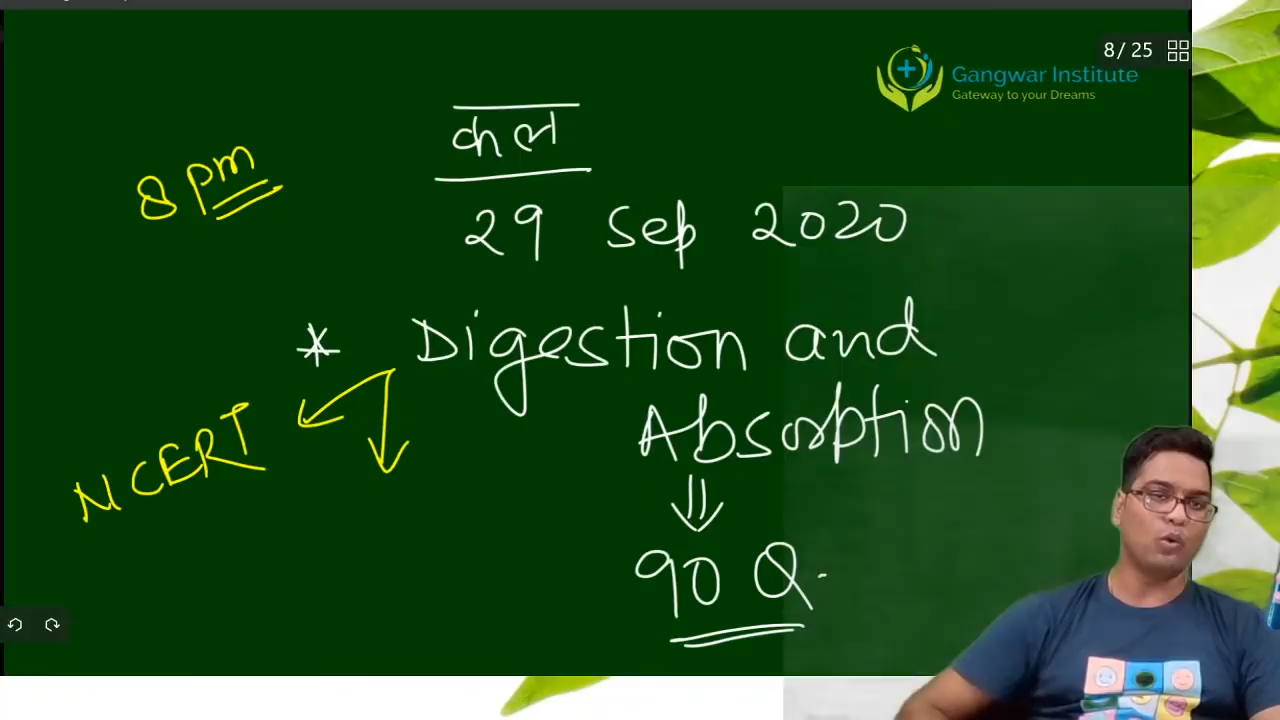 8 / 25
Gangwar Institute
Gateway to your Dreams
कल
8 pm
29 Sep 2020
* Digestion and
Absorption
NCERT
90 Q.